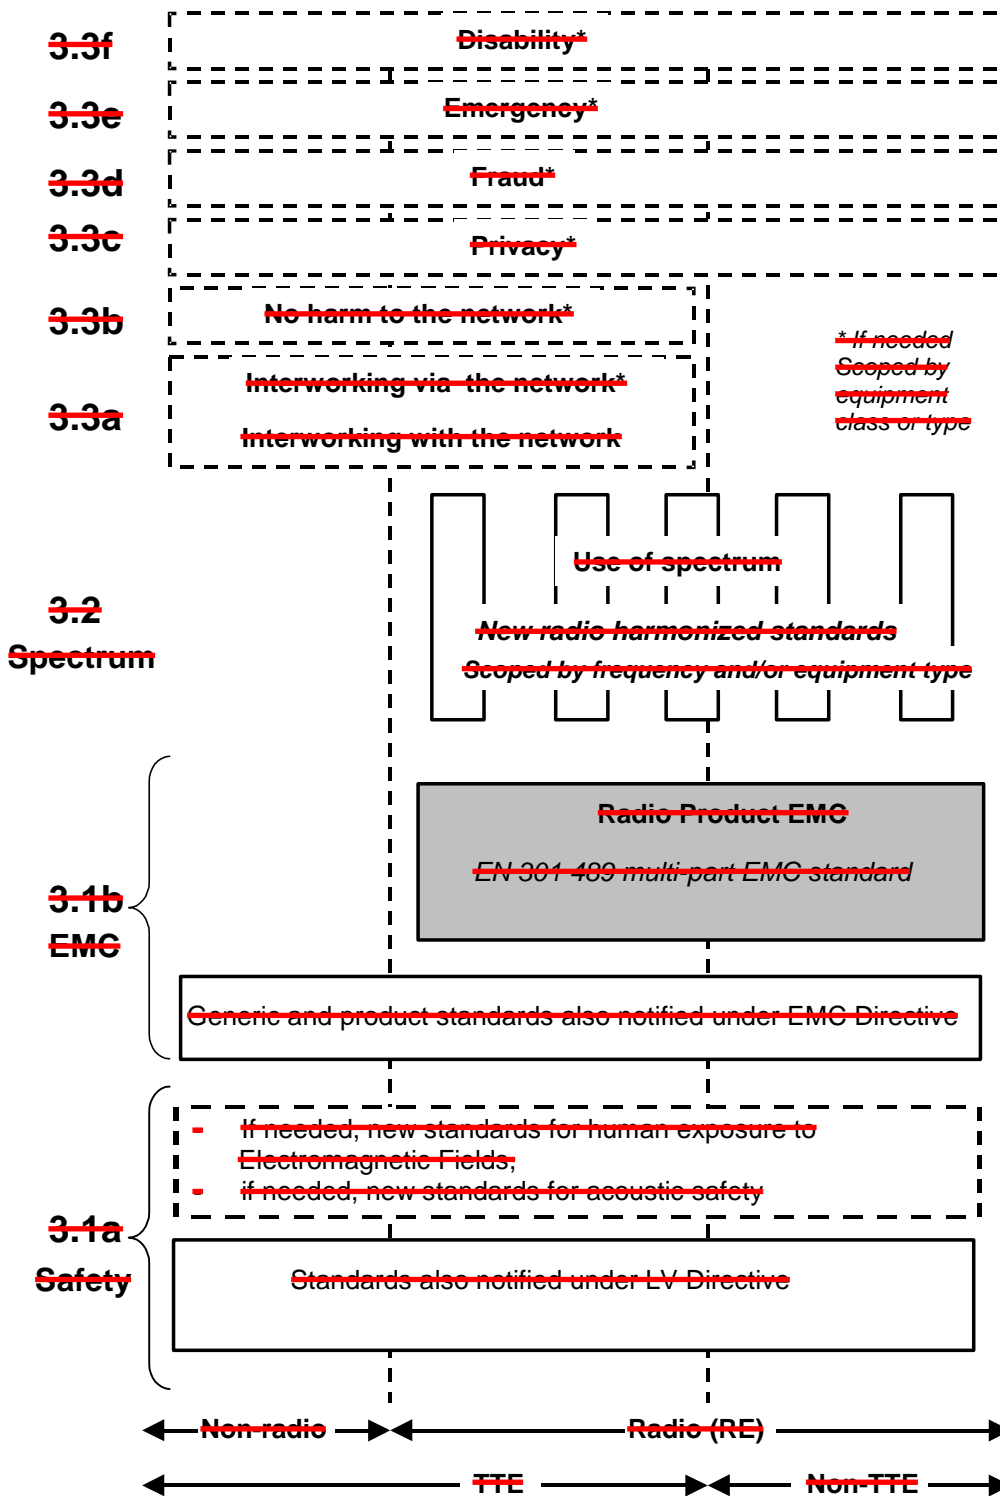 3.3f
Disability*
3.3e
Emergency*
3.3d
Fraud*
3.3c
Privacy*
3.3b
No harm to the network*
3.3a
Interworking via the network*
Interworking with the network
* If needed
Scoped by
equipment
class or type
3.2
Spectrum
Use of spectrum
New radio harmonized standards
Scoped by frequency and/or equipment type
3.1b
EMC
Radio Product EMC
EN 301 489 multi-part EMC standard
Generic and product standards also notified under EMC Directive
3.1a
Safety
- If needed, new standards for human exposure to
Electromagnetic Fields,
- if needed, new standards for acoustic safety
Standards also notified under LV Directive
Non-radio
Radio (RE)
TTE
Non-TTE